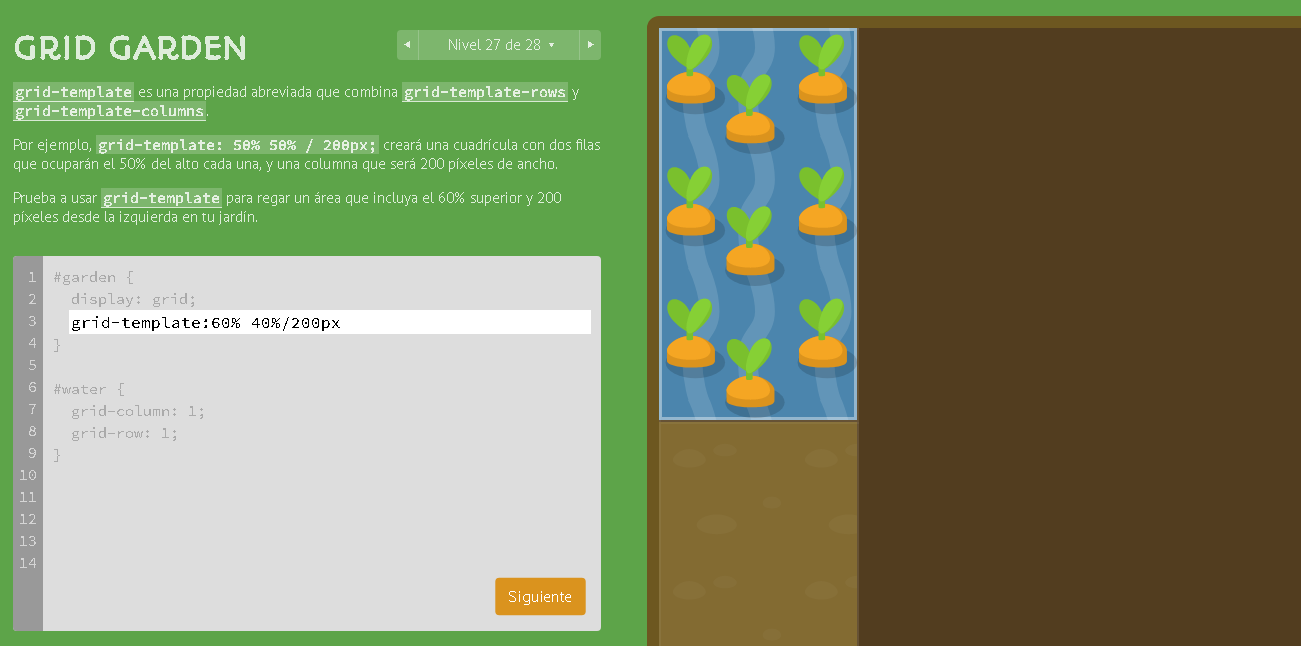 GRID GARDEN
◄ Nivel 27 de 28 ▾ ►
grid-template es una propiedad abreviada que combina grid-template-rows y
grid-template-columns.
Por ejemplo, grid-template: 50% 50% / 200px; creará una cuadrícula con dos filas
que ocuparán el 50% del alto cada una, y una columna que será 200 píxeles de ancho.
Prueba a usar grid-template para regar un área que incluya el 60% superior y 200
píxeles desde la izquierda en tu jardín.
1 #garden {
2 display: grid;
3 grid-template:60% 40%/200px
4 }
5
6 #water {
7 grid-column: 1;
8 grid-row: 1;
9 }
10
11
12
13
14
Siguiente